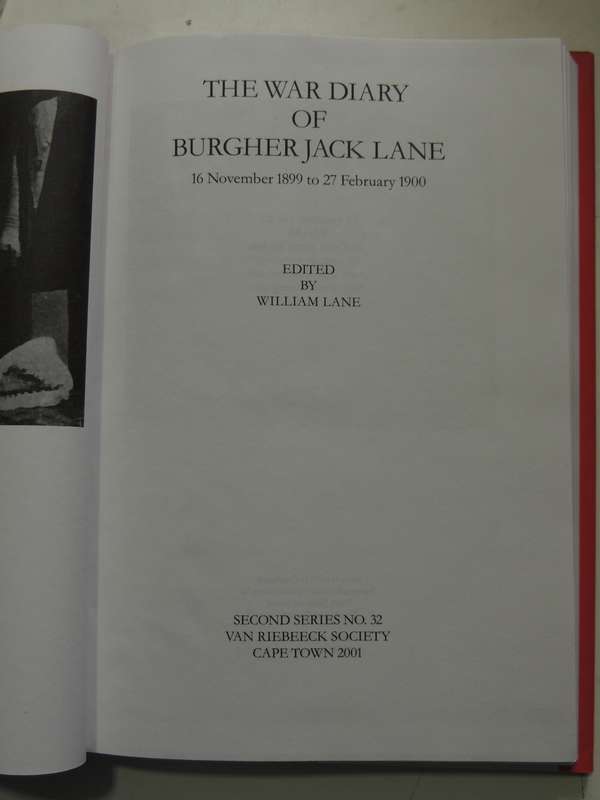 THE WAR DIARY
OF
BURGHER JACK LANE
16 November 1899 to 27 February 1900
EDITED
BY
WILLIAM LANE
SECOND SERIES NO. 32
VAN RIEBEECK SOCIETY
CAPE TOWN 2001